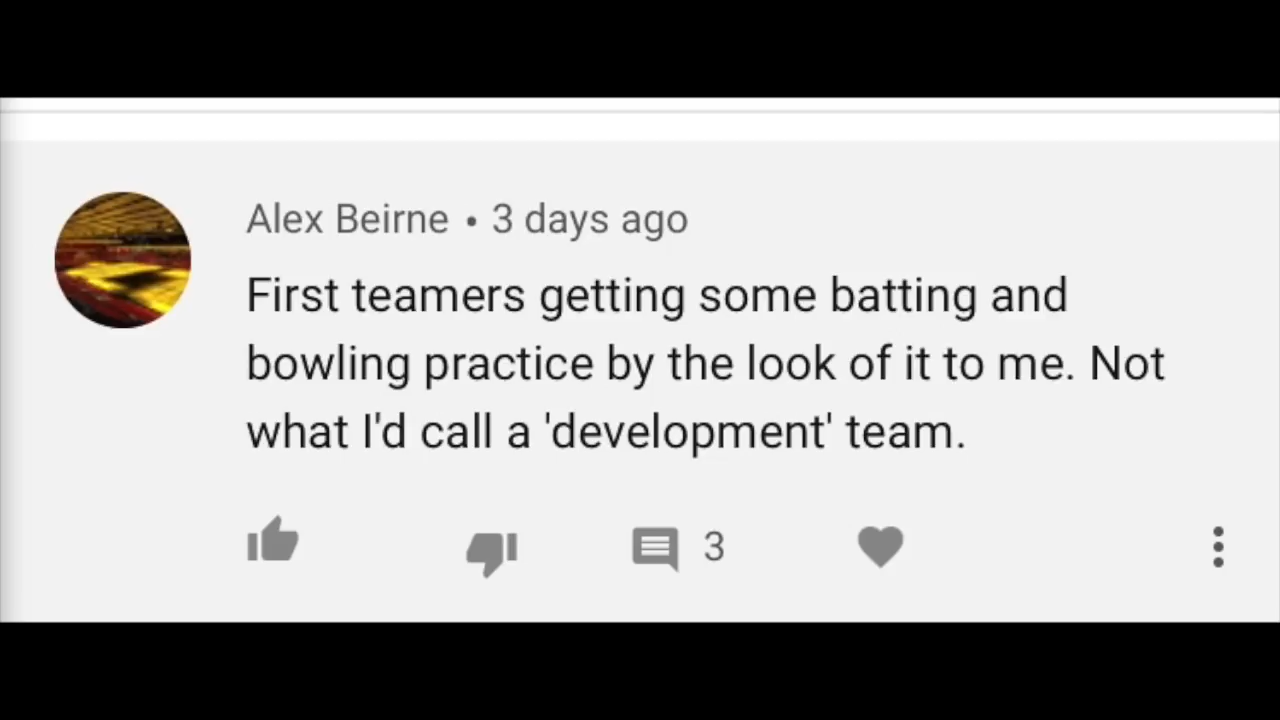 Alex Beirne • 3 days ago
First teamers getting some batting and
bowling practice by the look of it to me. Not
what I'd call a 'development' team.
3